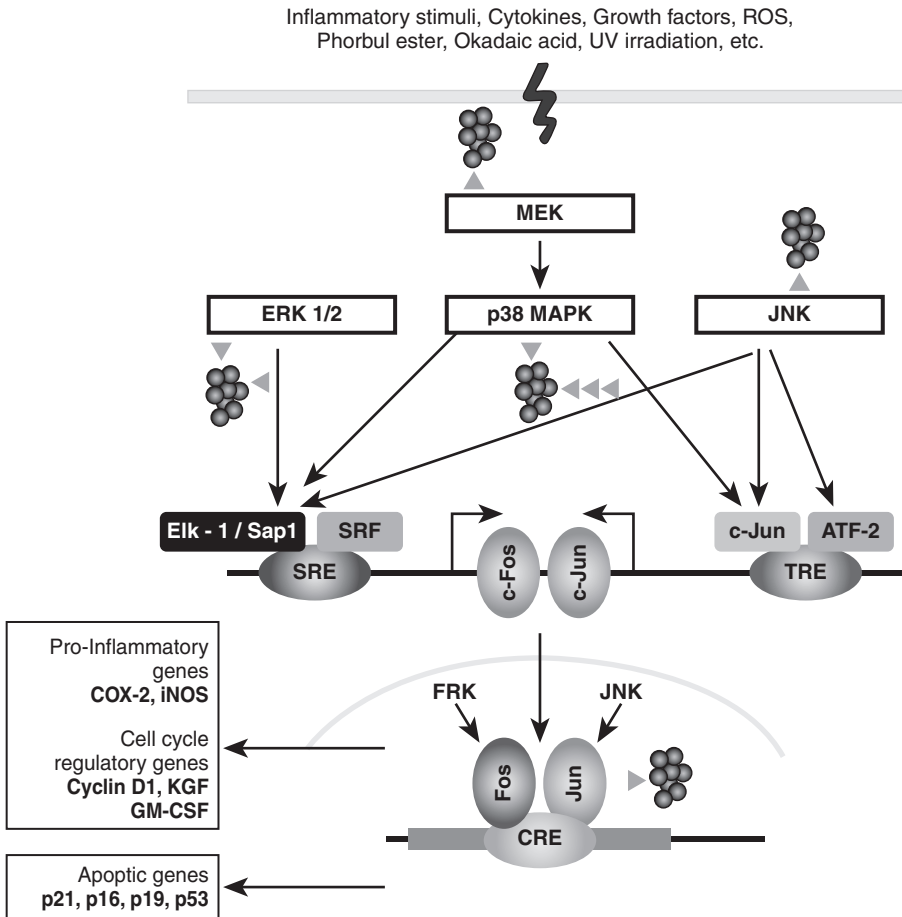 Inflammatory stimuli, Cytokines, Growth factors, ROS,
Phorbul ester, Okadaic acid, UV irradiation, etc.
MEK
ERK 1/2
p38 MAPK
JNK
Elk - 1 / Sap1
SRF
c-Jun
ATF-2
SRE
c-Fos
c-Jun
TRE
Pro-Inflammatory
genes
COX-2, iNOS
Cell cycle
regulatory genes
Cyclin D1, KGF
GM-CSF
FRK
JNK
Fos
Jun
CRE
Apoptic genes
p21, p16, p19, p53